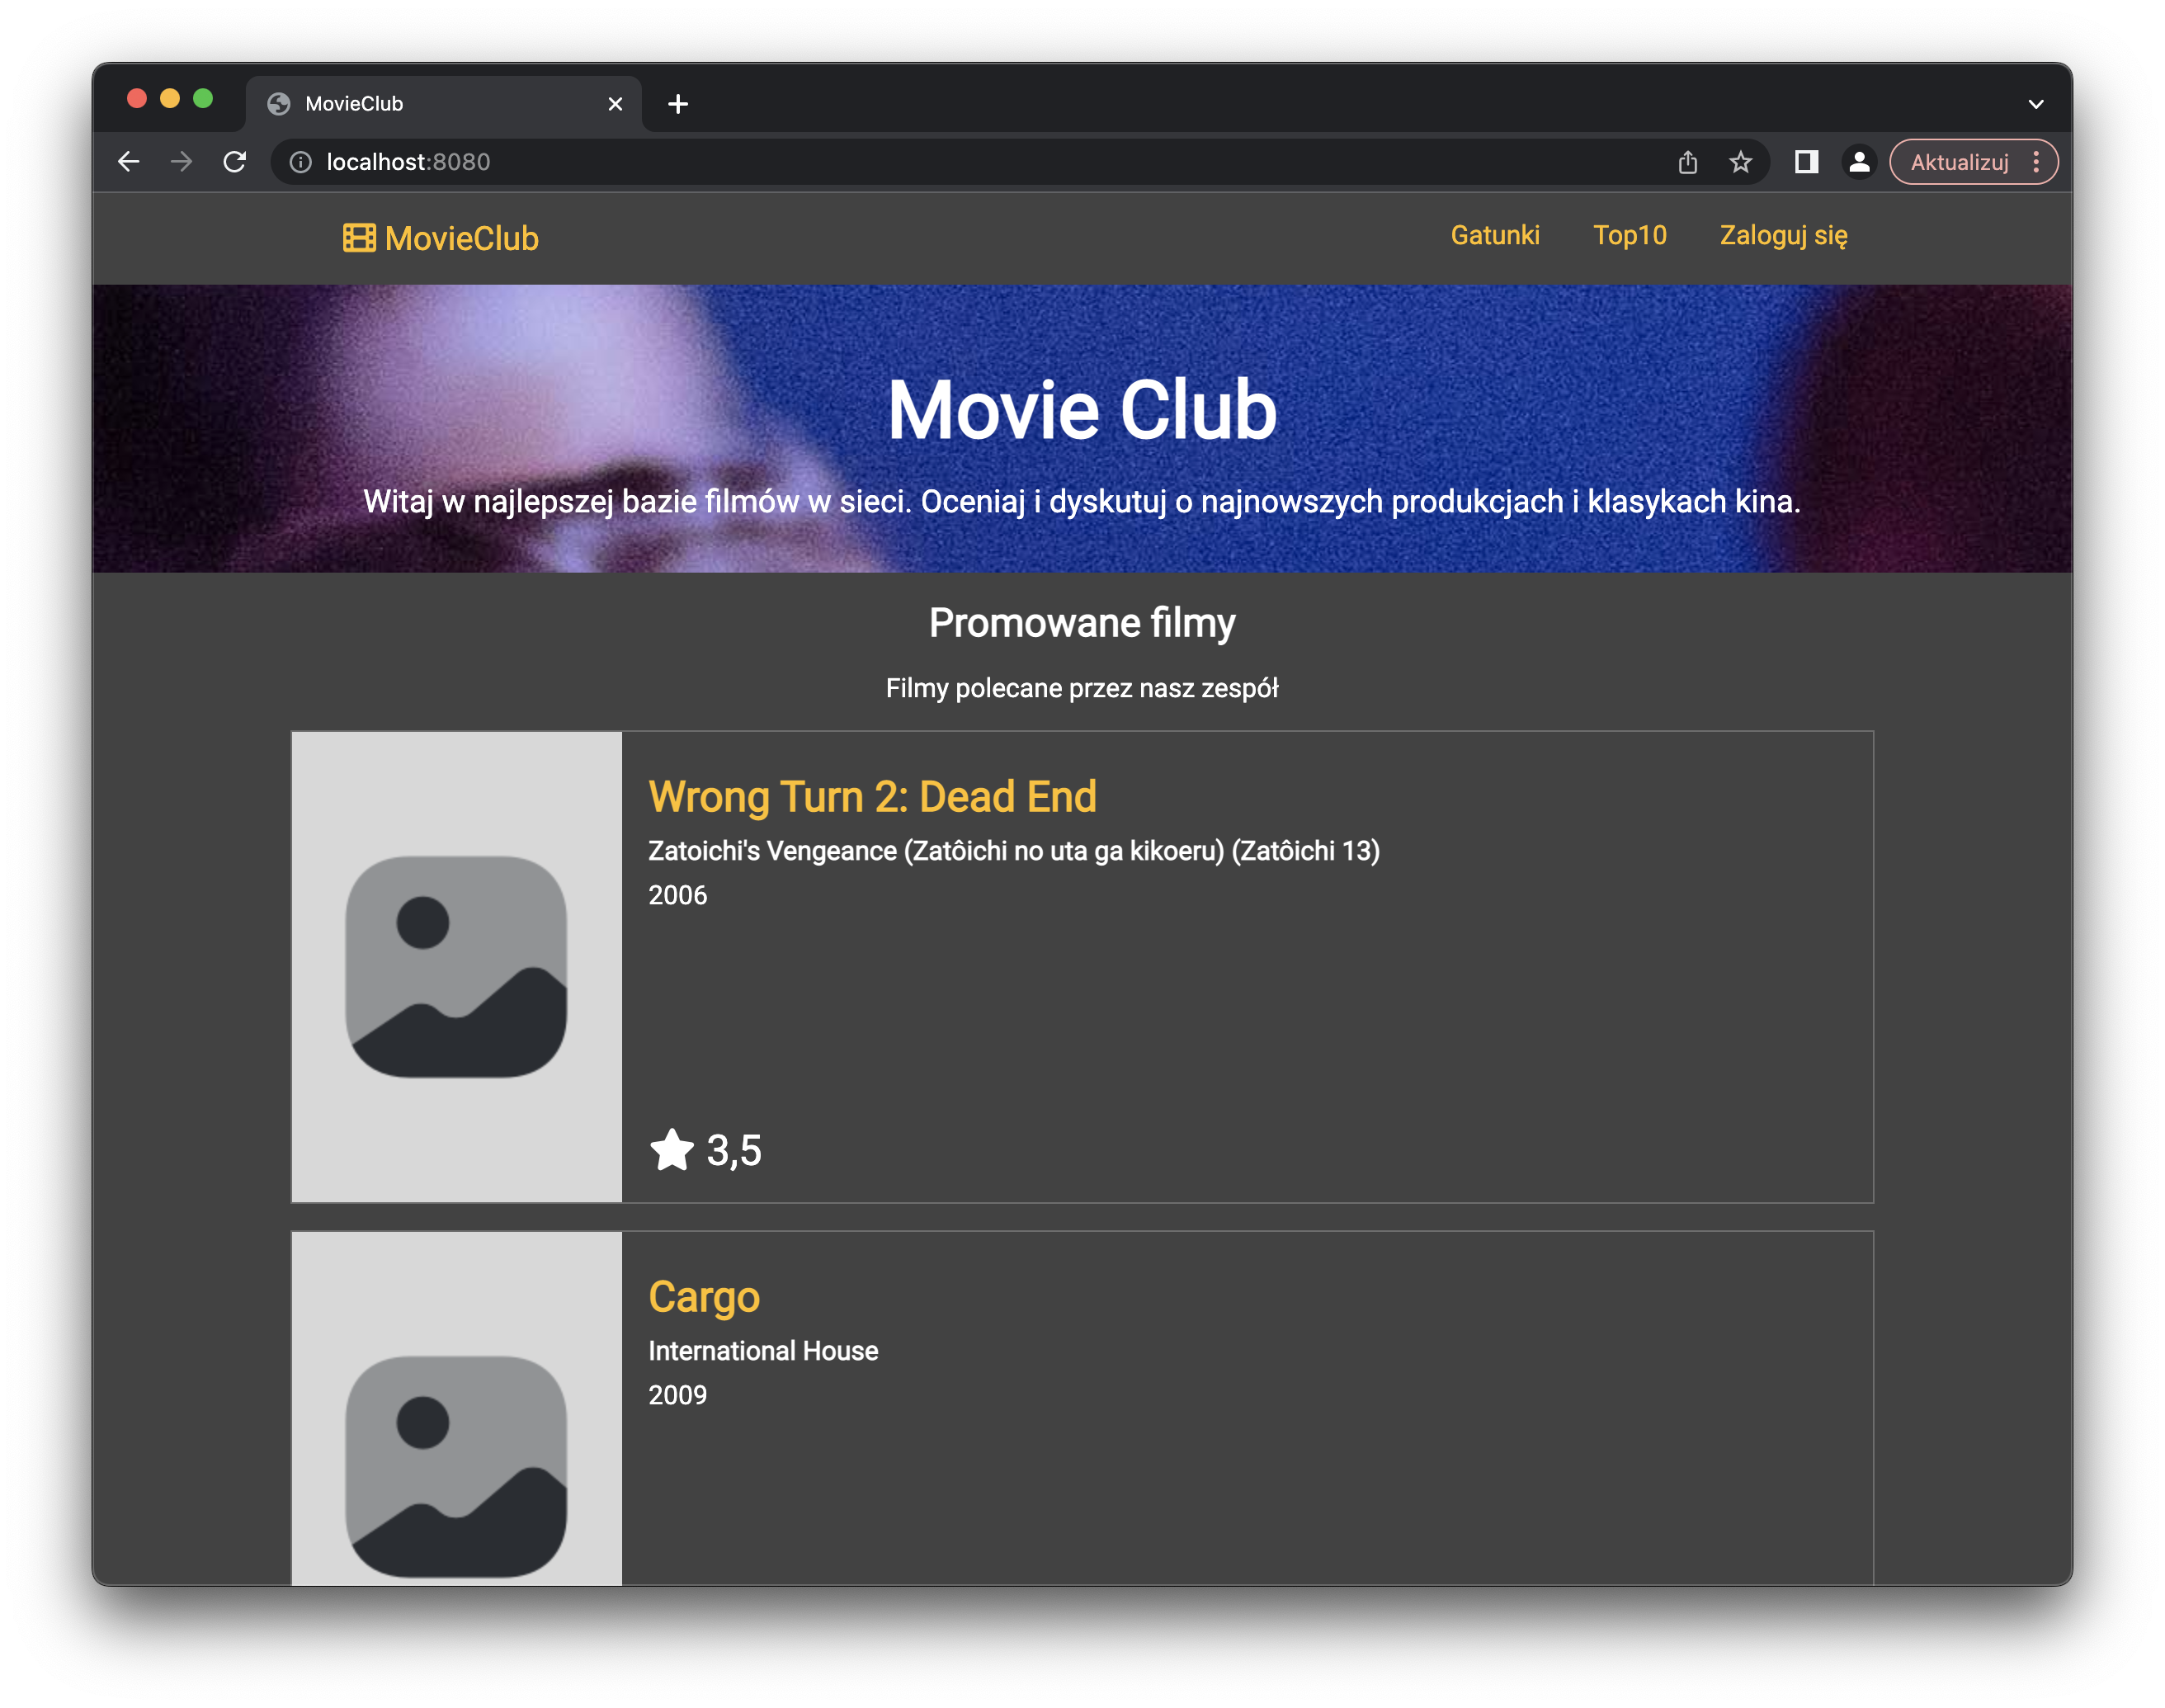 MovieClub
localhost:8080
Aktualizuj
MovieClub
Gatunki
Top10
Zaloguj się
Movie Club
Witaj w najlepszej bazie filmów w sieci. Oceniaj i dyskutuj o najnowszych produkcjach i klasykach kina.
Promowane filmy
Filmy polecane przez nasz zespół
Wrong Turn 2: Dead End
Zatoichi's Vengeance (Zatôichi no uta ga kikoeru) (Zatôichi 13)
2006
3,5
Cargo
International House
2009